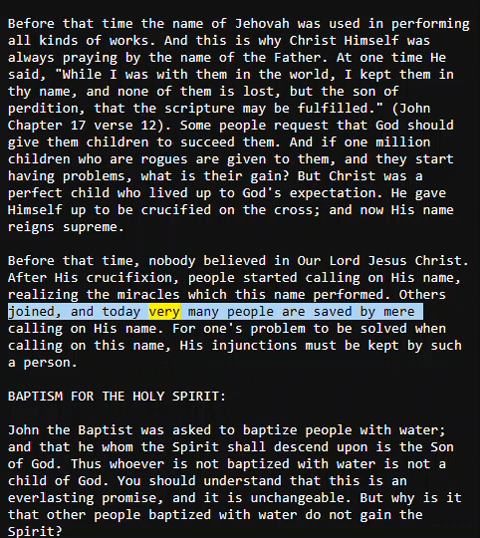 Before that time the name of Jehovah was used in performing
all kinds of works. And this is why Christ Himself was
always praying by the name of the Father. At one time He
said, "While I was with them in the world, I kept them in
thy name, and none of them is lost, but the son of
perdition, that the scripture may be fulfilled." (John
Chapter 17 verse 12). Some people request that God should
give them children to succeed them. And if one million
children who are rogues are given to them, and they start
having problems, what is their gain? But Christ was a
perfect child who lived up to God's expectation. He gave
Himself up to be crucified on the cross; and now His name
reigns supreme.
Before that time, nobody believed in Our Lord Jesus Christ.
After His crucifixion, people started calling on His name,
realizing the miracles which this name performed. Others
joined, and today very many people are saved by mere
calling on His name. For one's problem to be solved when
calling on this name, His injunctions must be kept by such
a person.
BAPTISM FOR THE HOLY SPIRIT:
John the Baptist was asked to baptize people with water;
and that he whom the Spirit shall descend upon is the Son
of God. Thus whoever is not baptized with water is not a
child of God. You should understand that this is an
everlasting promise, and it is unchangeable. But why is it
that other people baptized with water do not gain the
Spirit?